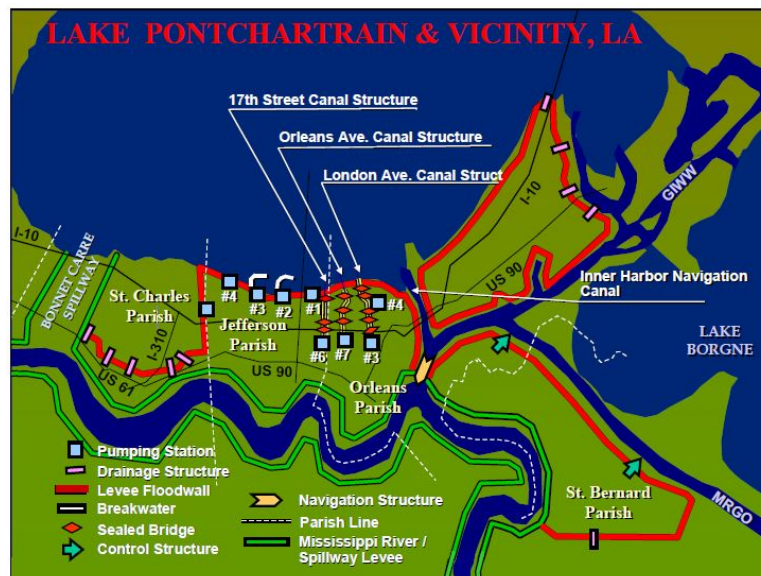 LAKE PONTCHARTRAIN & VICINITY, LA
17th Street Canal Structure
Orleans Ave. Canal Structure
London Ave. Canal Struct
I-10
GIWW
US 90
Inner Harbor Navigation
Canal
I-10
BONNET CARRE
SPILLWAY
St. Charles
Parish
#4
#3
#2
#1
#4
Jefferson
Parish
I-310
US 61
US 90
#6
#7
#3
Orleans
Parish
LAKE
BORGNE
MRGO
St. Bernard
Parish
Pumping Station
Drainage Structure
Levee Floodwall
Breakwater
Sealed Bridge
Control Structure
Navigation Structure
Parish Line
Mississippi River /
Spillway Levee